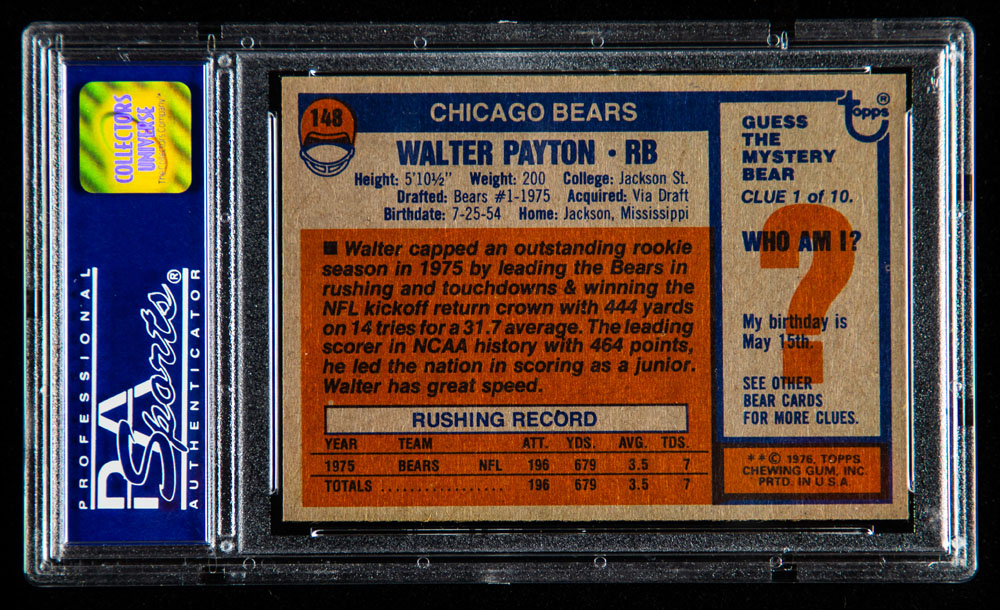 COLLECTORS
UNIVERSE
The Collectible Company™
PROFESSIONAL
PSA
Sports®
AUTHENTICATOR
148
CHICAGO BEARS
WALTER PAYTON • RB
Height: 5'10½" Weight: 200 College: Jackson St.
Drafted: Bears #1-1975 Acquired: Via Draft
Birthdate: 7-25-54 Home: Jackson, Mississippi
■ Walter capped an outstanding rookie
season in 1975 by leading the Bears in
rushing and touchdowns & winning the
NFL kickoff return crown with 444 yards
on 14 tries for a 31.7 average. The leading
scorer in NCAA history with 464 points,
he led the nation in scoring as a junior.
Walter has great speed.
RUSHING RECORD
YEAR TEAM ATT. YDS. AVG. TDS.
1975 BEARS NFL 196 679 3.5 7
TOTALS .................. 196 679 3.5 7
topps®
GUESS
THE
MYSTERY
BEAR
CLUE 1 of 10.
?
WHO AM I?
My birthday is
May 15th.
SEE OTHER
BEAR CARDS
FOR MORE CLUES.
**© 1976, TOPPS
CHEWING GUM, INC
PRTD. IN U.S.A.